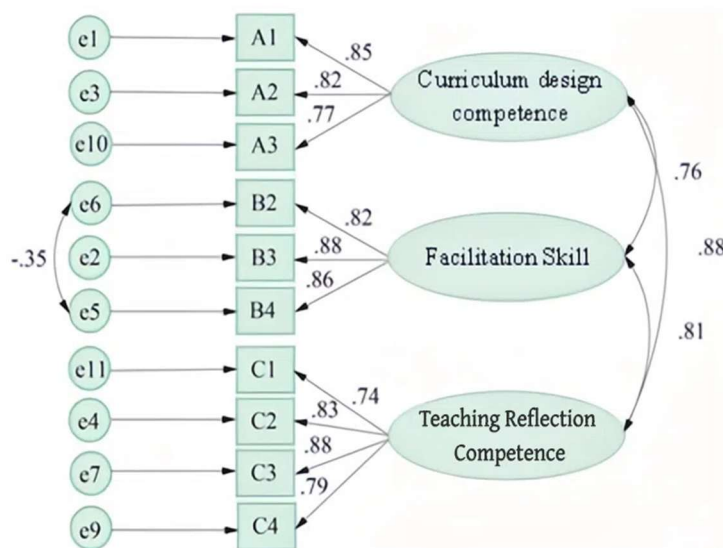 e1
A1
.85
e3
A2
.82
Curriculum design
competence
e10
A3
.77
.76
e6
B2
.82
-.35
e2
B3
.88
Facilitation Skill
.88
e5
B4
.86
.81
e11
C1
.74
e4
C2
.83
Teaching Reflection
Competence
e7
C3
.88
e9
C4
.79